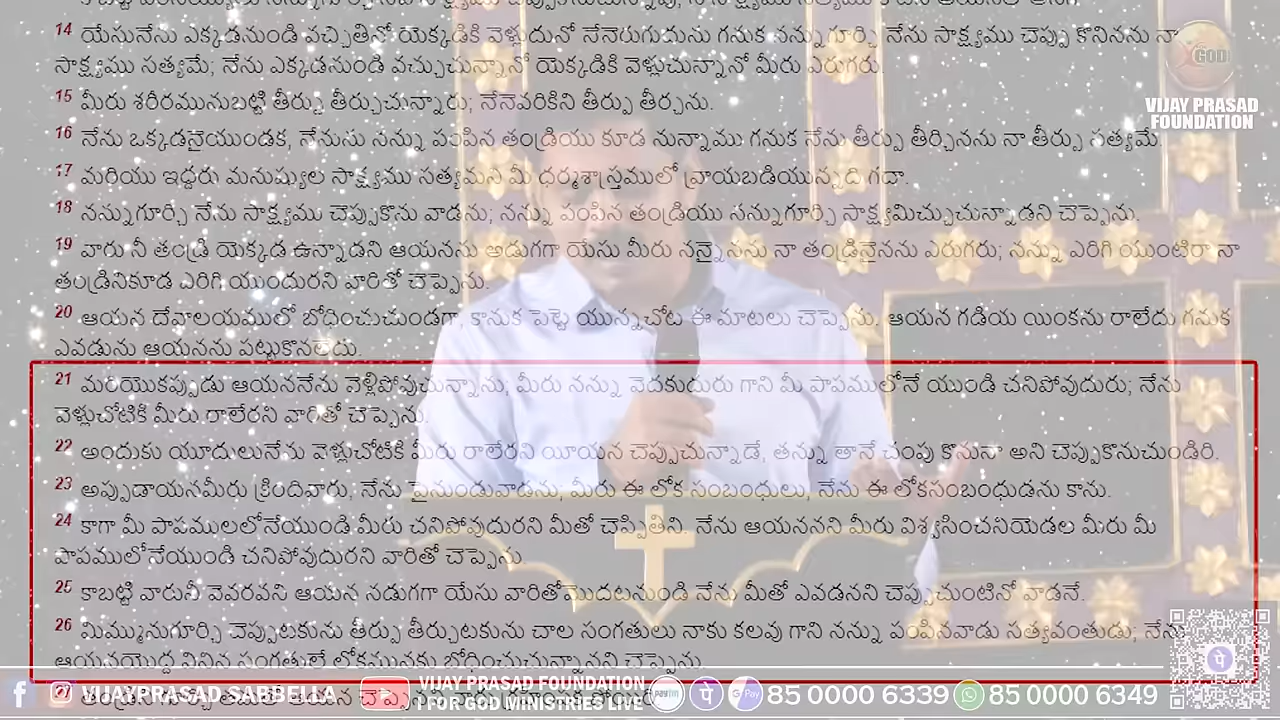 14 యేసునేను ఎక్కడనుండి వచ్చితినో యెక్కడికి వెళ్లుదునో నేనెరుగుదును గనుక నన్నుగూర్చి నేను సాక్ష్యము చెప్పు కొనినను నా
సాక్ష్యము సత్యమే; నేను ఎక్కడనుండి వచ్చుచున్నానో యెక్కడికి వెళ్లుచున్నానో మీరు ఎరుగరు.
15 మీరు శరీరమునుబట్టి తీర్పు తీర్చుచున్నారు; నేనెవరికిని తీర్పు తీర్చను.
16 నేను ఒక్కడనైయుండక, నేనును నన్ను పంపిన తండ్రియు కూడ నున్నాము గనుక నేను తీర్పు తీర్చినను నా తీర్పు సత్యమే.
17 మరియు ఇద్దరు మనుష్యుల సాక్ష్యము సత్యమని మీ ధర్మశాస్త్రములో వ్రాయబడియున్నది గదా.
18 నన్నుగూర్చి నేను సాక్ష్యము చెప్పుకొను వాడను; నన్ను పంపిన తండ్రియు నన్నుగూర్చి సాక్ష్యమిచ్చుచున్నాడని చెప్పెను.
19 వారు నీ తండ్రి యెక్కడ ఉన్నాడని ఆయనను అడుగగా యేసు మీరు నన్నైనను నా తండ్రినైనను ఎరుగరు; నన్ను ఎరిగి యుంటిరా నా
తండ్రినికూడ ఎరిగి యుందురని వారితో చెప్పెను.
20 ఆయన దేవాలయములో బోధించుచుండగా, కానుక పెట్టె యున్నచోట ఈ మాటలు చెప్పెను. ఆయన గడియ యింకను రాలేదు గనుక
ఎవడును ఆయనను పట్టుకొనలేదు.
21 మరియొకప్పుడు ఆయననేను వెళ్లిపోవుచున్నాను; మీరు నన్ను వెదకుదురు గాని మీ పాపములోనే యుండి చనిపోవుదురు; నేను
వెళ్లుచోటికి మీరు రాలేరని వారితో చెప్పెను.
22 అందుకు యూదులునేను వెళ్లుచోటికి మీరు రాలేరని యీయన చెప్పుచున్నాడే, తన్ను తానే చంపు కొనునా అని చెప్పుకొనుచుండిరి.
23 అప్పుడాయనమీరు క్రిందివారు, నేను పైనుండువాడను; మీరు ఈ లోక సంబంధులు, నేను ఈ లోకసంబంధుడను కాను.
24 కాగా మీ పాపములలోనేయుండి మీరు చనిపోవుదురని మీతో చెప్పితిని. నేను ఆయననని మీరు విశ్వసించనియెడల మీరు మీ
పాపములోనేయుండి చనిపోవుదురని వారితో చెప్పెను.
25 కాబట్టి వారునీ వెవరవని ఆయన నడుగగా యేసు వారితోమొదటనుండి నేను మీతో ఎవడనని చెప్పుచుంటినో వాడనే.
26 మిమ్మునుగూర్చి చెప్పుటకును తీర్పు తీర్చుటకును చాల సంగతులు నాకు కలవు గాని నన్ను పంపినవాడు సత్యవంతుడు; నేను
ఆయనయొద్ద వినిన సంగతులే లోకమునకు బోధించుచున్నానని చెప్పెను.
27
GOD
VIJAY PRASAD
FOUNDATION
VIJAYPRASAD GABBELLA
VIJAY PRASAD FOUNDATION
I FOR GOD MINISTRIES LIVE
paytm
G Pay
85 0000 6339
85 0000 6349